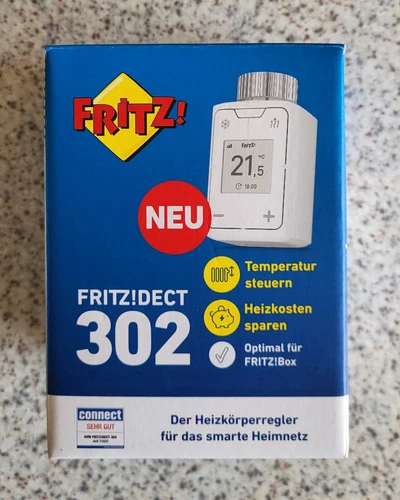 FRITZ!
FRITZ!
21,5 °C
18:00
NEU
Temperatur
steuern
FRITZ!DECT
302
Heizkosten
sparen
Optimal für
FRITZ!Box
connect
SEHR GUT
Der Heizkörperregler
für das smarte Heimnetz